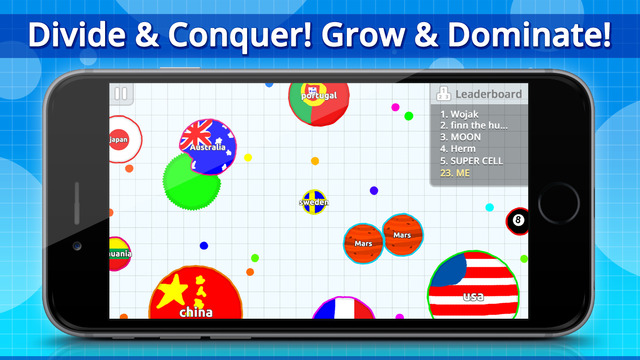 Divide & Conquer! Grow & Dominate!
Leaderboard
1. Wojak
2. finn the hu...
3. MOON
4. Herm
5. SUPER CELL
23. ME
portugal
japan
Australia
sweden
8
Mars
Mars
uania
china
usa